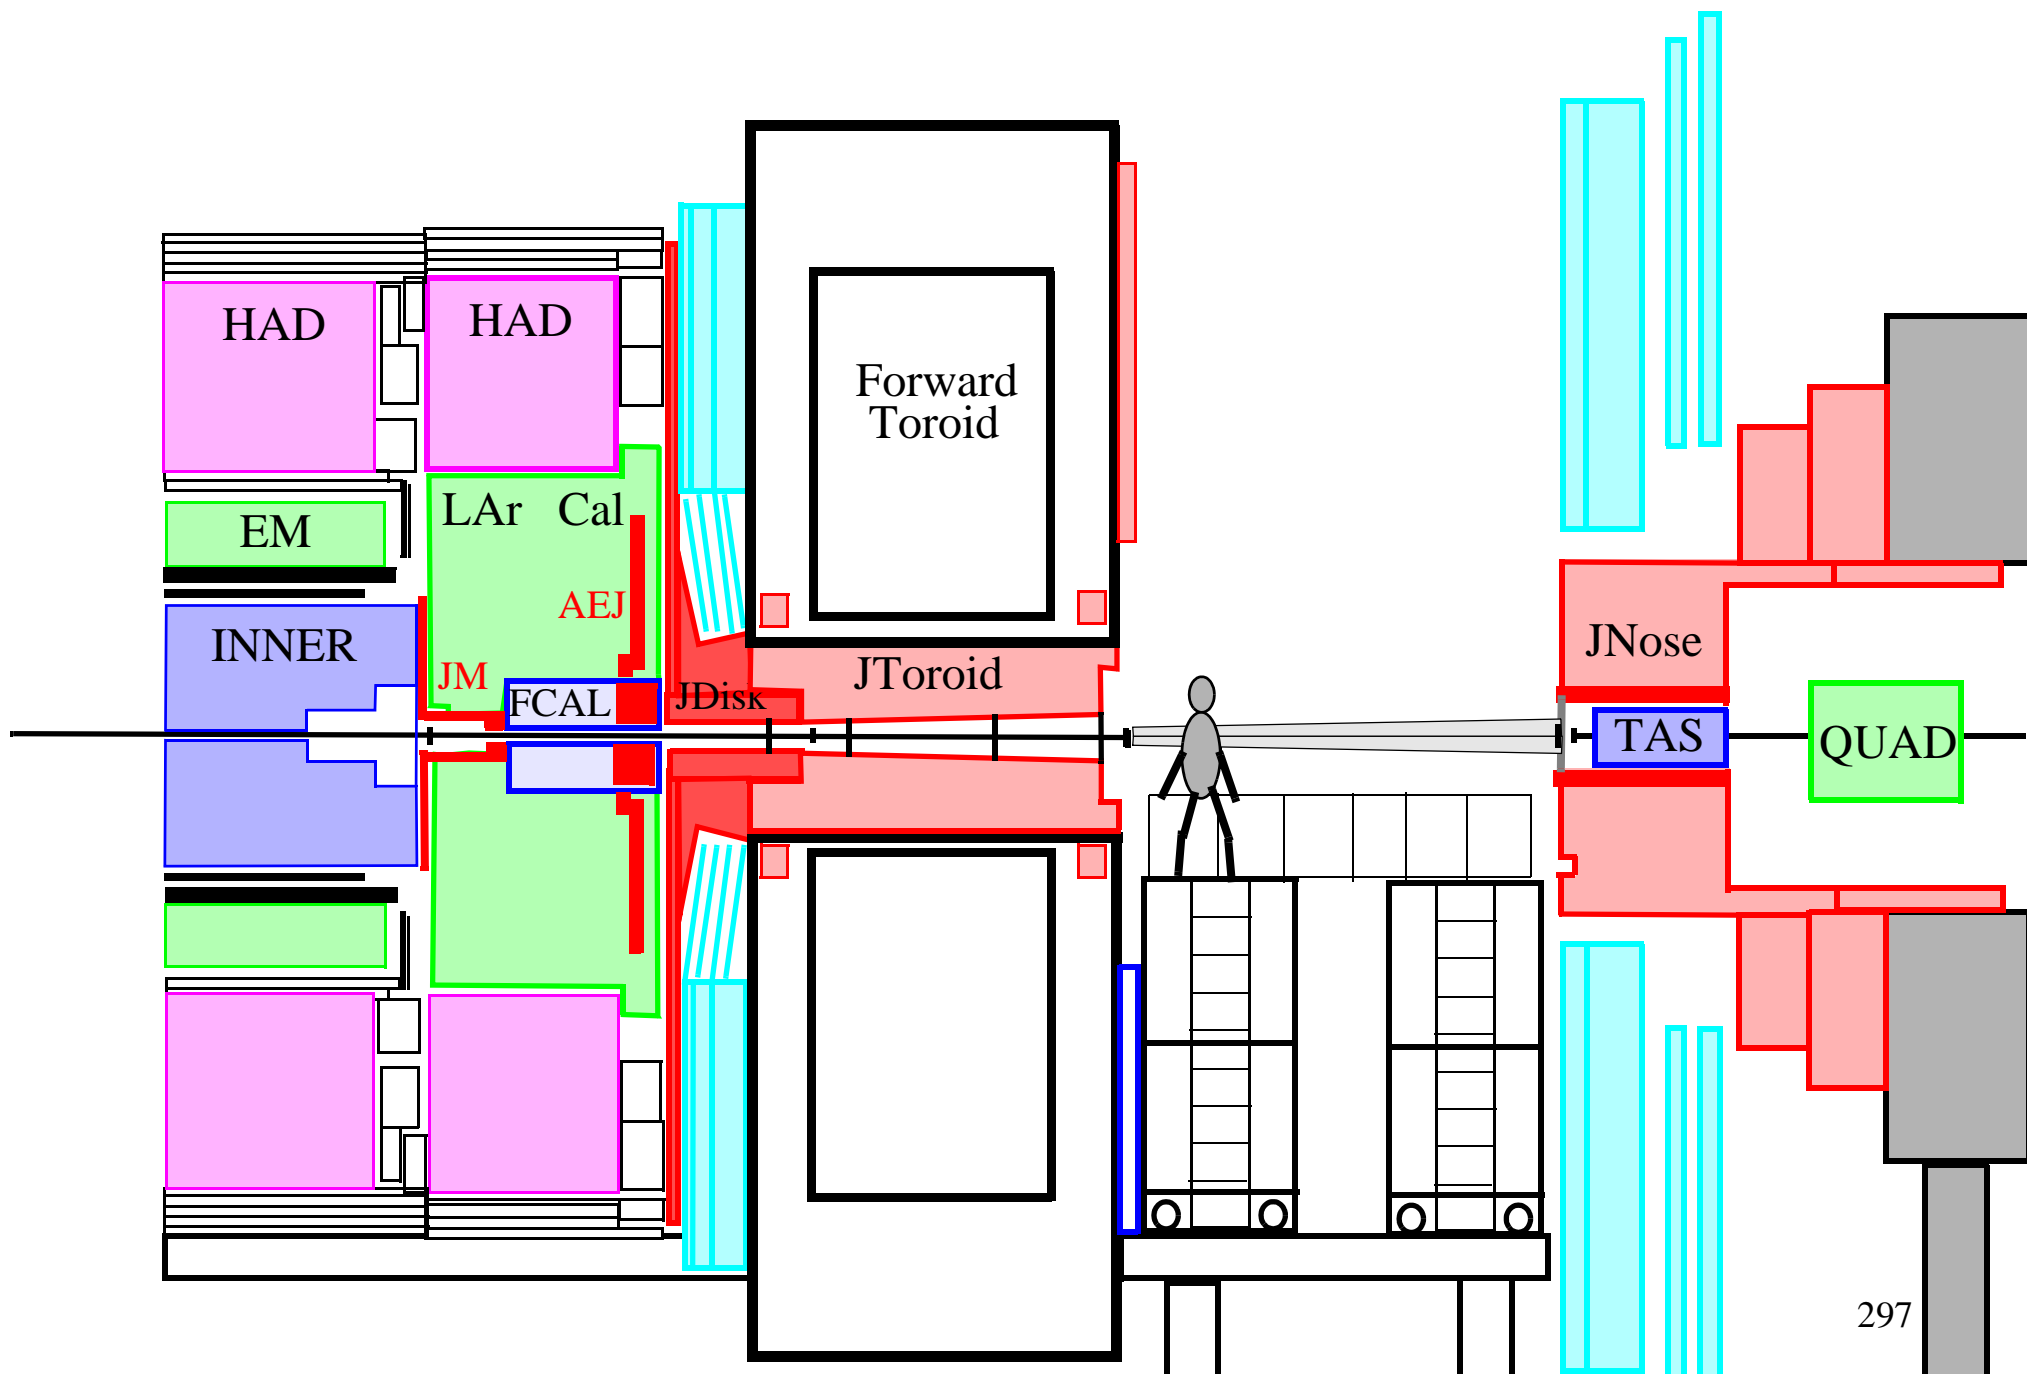 HAD
HAD
Forward
Toroid
LAr Cal
EM
AEJ
INNER
JM
FCAL
JDisk
JToroid
JNose
TAS
QUAD
297